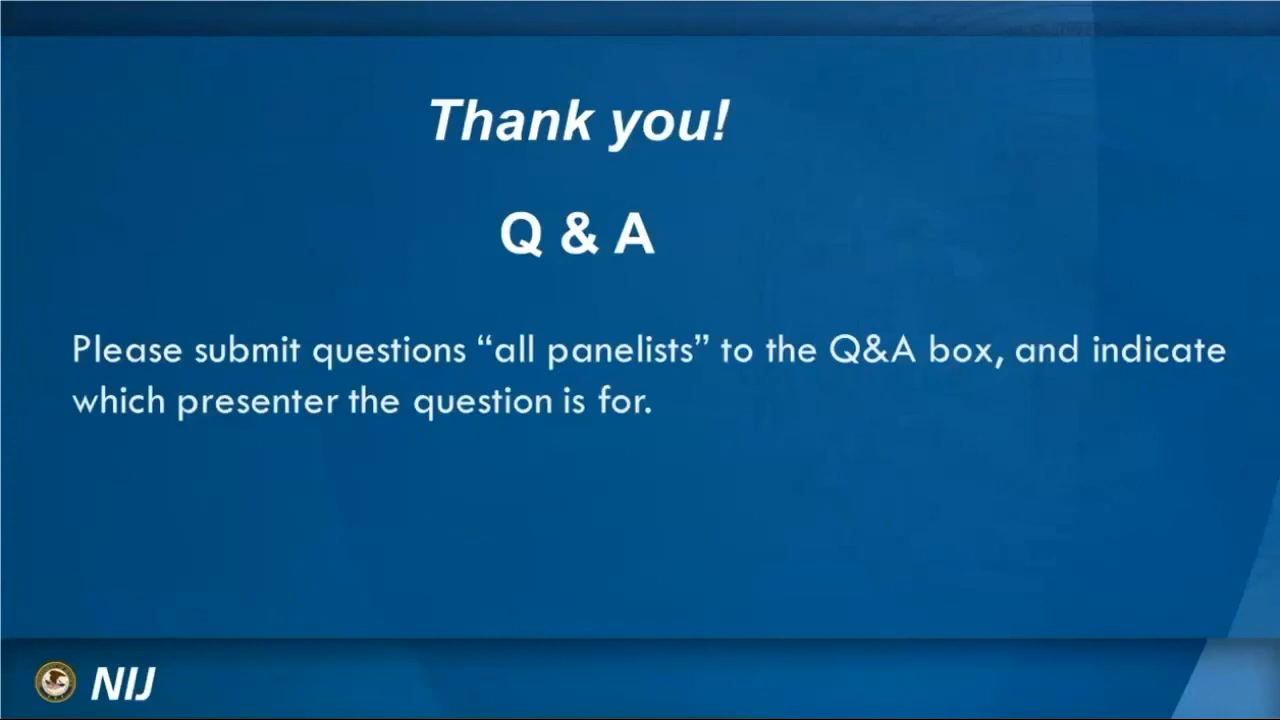 Thank you!
Q & A
Please submit questions “all panelists” to the Q&A box, and indicate
which presenter the question is for.
NIJ